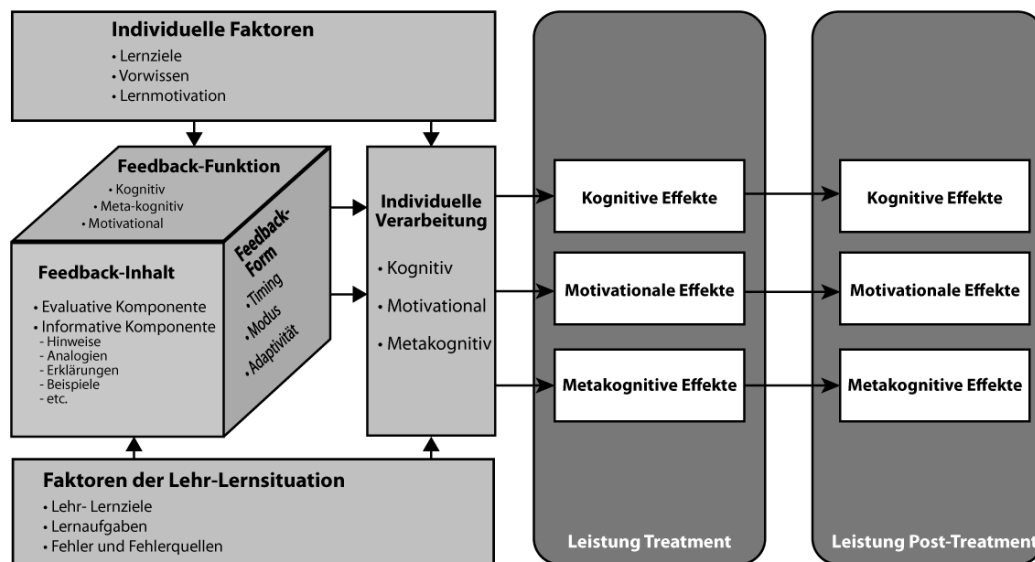 Individuelle Faktoren
• Lernziele
• Vorwissen
• Lernmotivation
Feedback-Funktion
• Kognitiv
• Meta-kognitiv
• Motivational
Feedback-Inhalt
• Evaluative Komponente
• Informative Komponente
- Hinweise
- Analogien
- Erklärungen
- Beispiele
- etc.
Feedback-
Form
• Timing
• Modus
• Adaptivität
Individuelle
Verarbeitung
• Kognitiv
• Motivational
• Metakognitiv
Faktoren der Lehr-Lernsituation
• Lehr- Lernziele
• Lernaufgaben
• Fehler und Fehlerquellen
Kognitive Effekte
Motivationale Effekte
Metakognitive Effekte
Leistung Treatment
Kognitive Effekte
Motivationale Effekte
Metakognitive Effekte
Leistung Post-Treatment